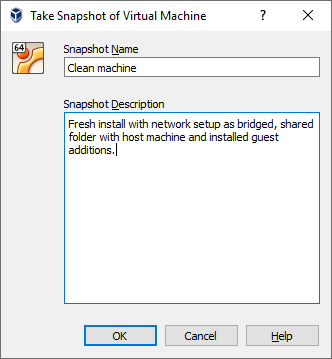 Take Snapshot of Virtual Machine
64
Snapshot Name
Clean machine
Snapshot Description
Fresh install with network setup as bridged, shared
folder with host machine and installed guest
additions.
OK
Cancel
Help